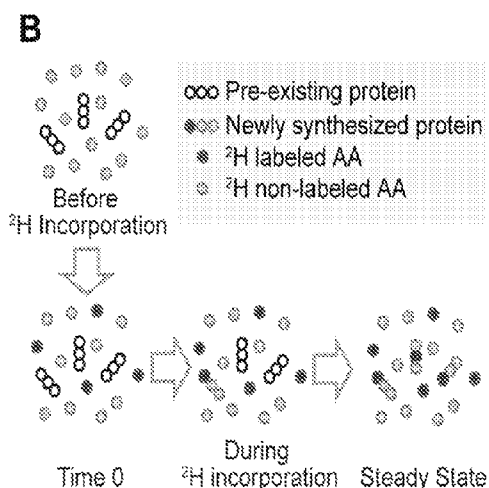 B
Pre-existing protein
Newly synthesized protein
²H labeled AA
²H non-labeled AA
Before
²H Incorporation
Time 0
During
²H incorporation
Steady State